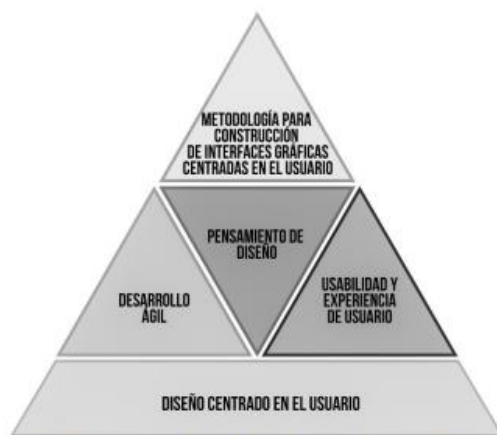 METODOLOGÍA PARA
CONSTRUCCIÓN
DE INTERFACES GRÁFICAS
CENTRADAS EN EL USUARIO
PENSAMIENTO DE
DISEÑO
DESARROLLO
ÁGIL
USABILIDAD Y
EXPERIENCIA
DE USUARIO
DISEÑO CENTRADO EN EL USUARIO